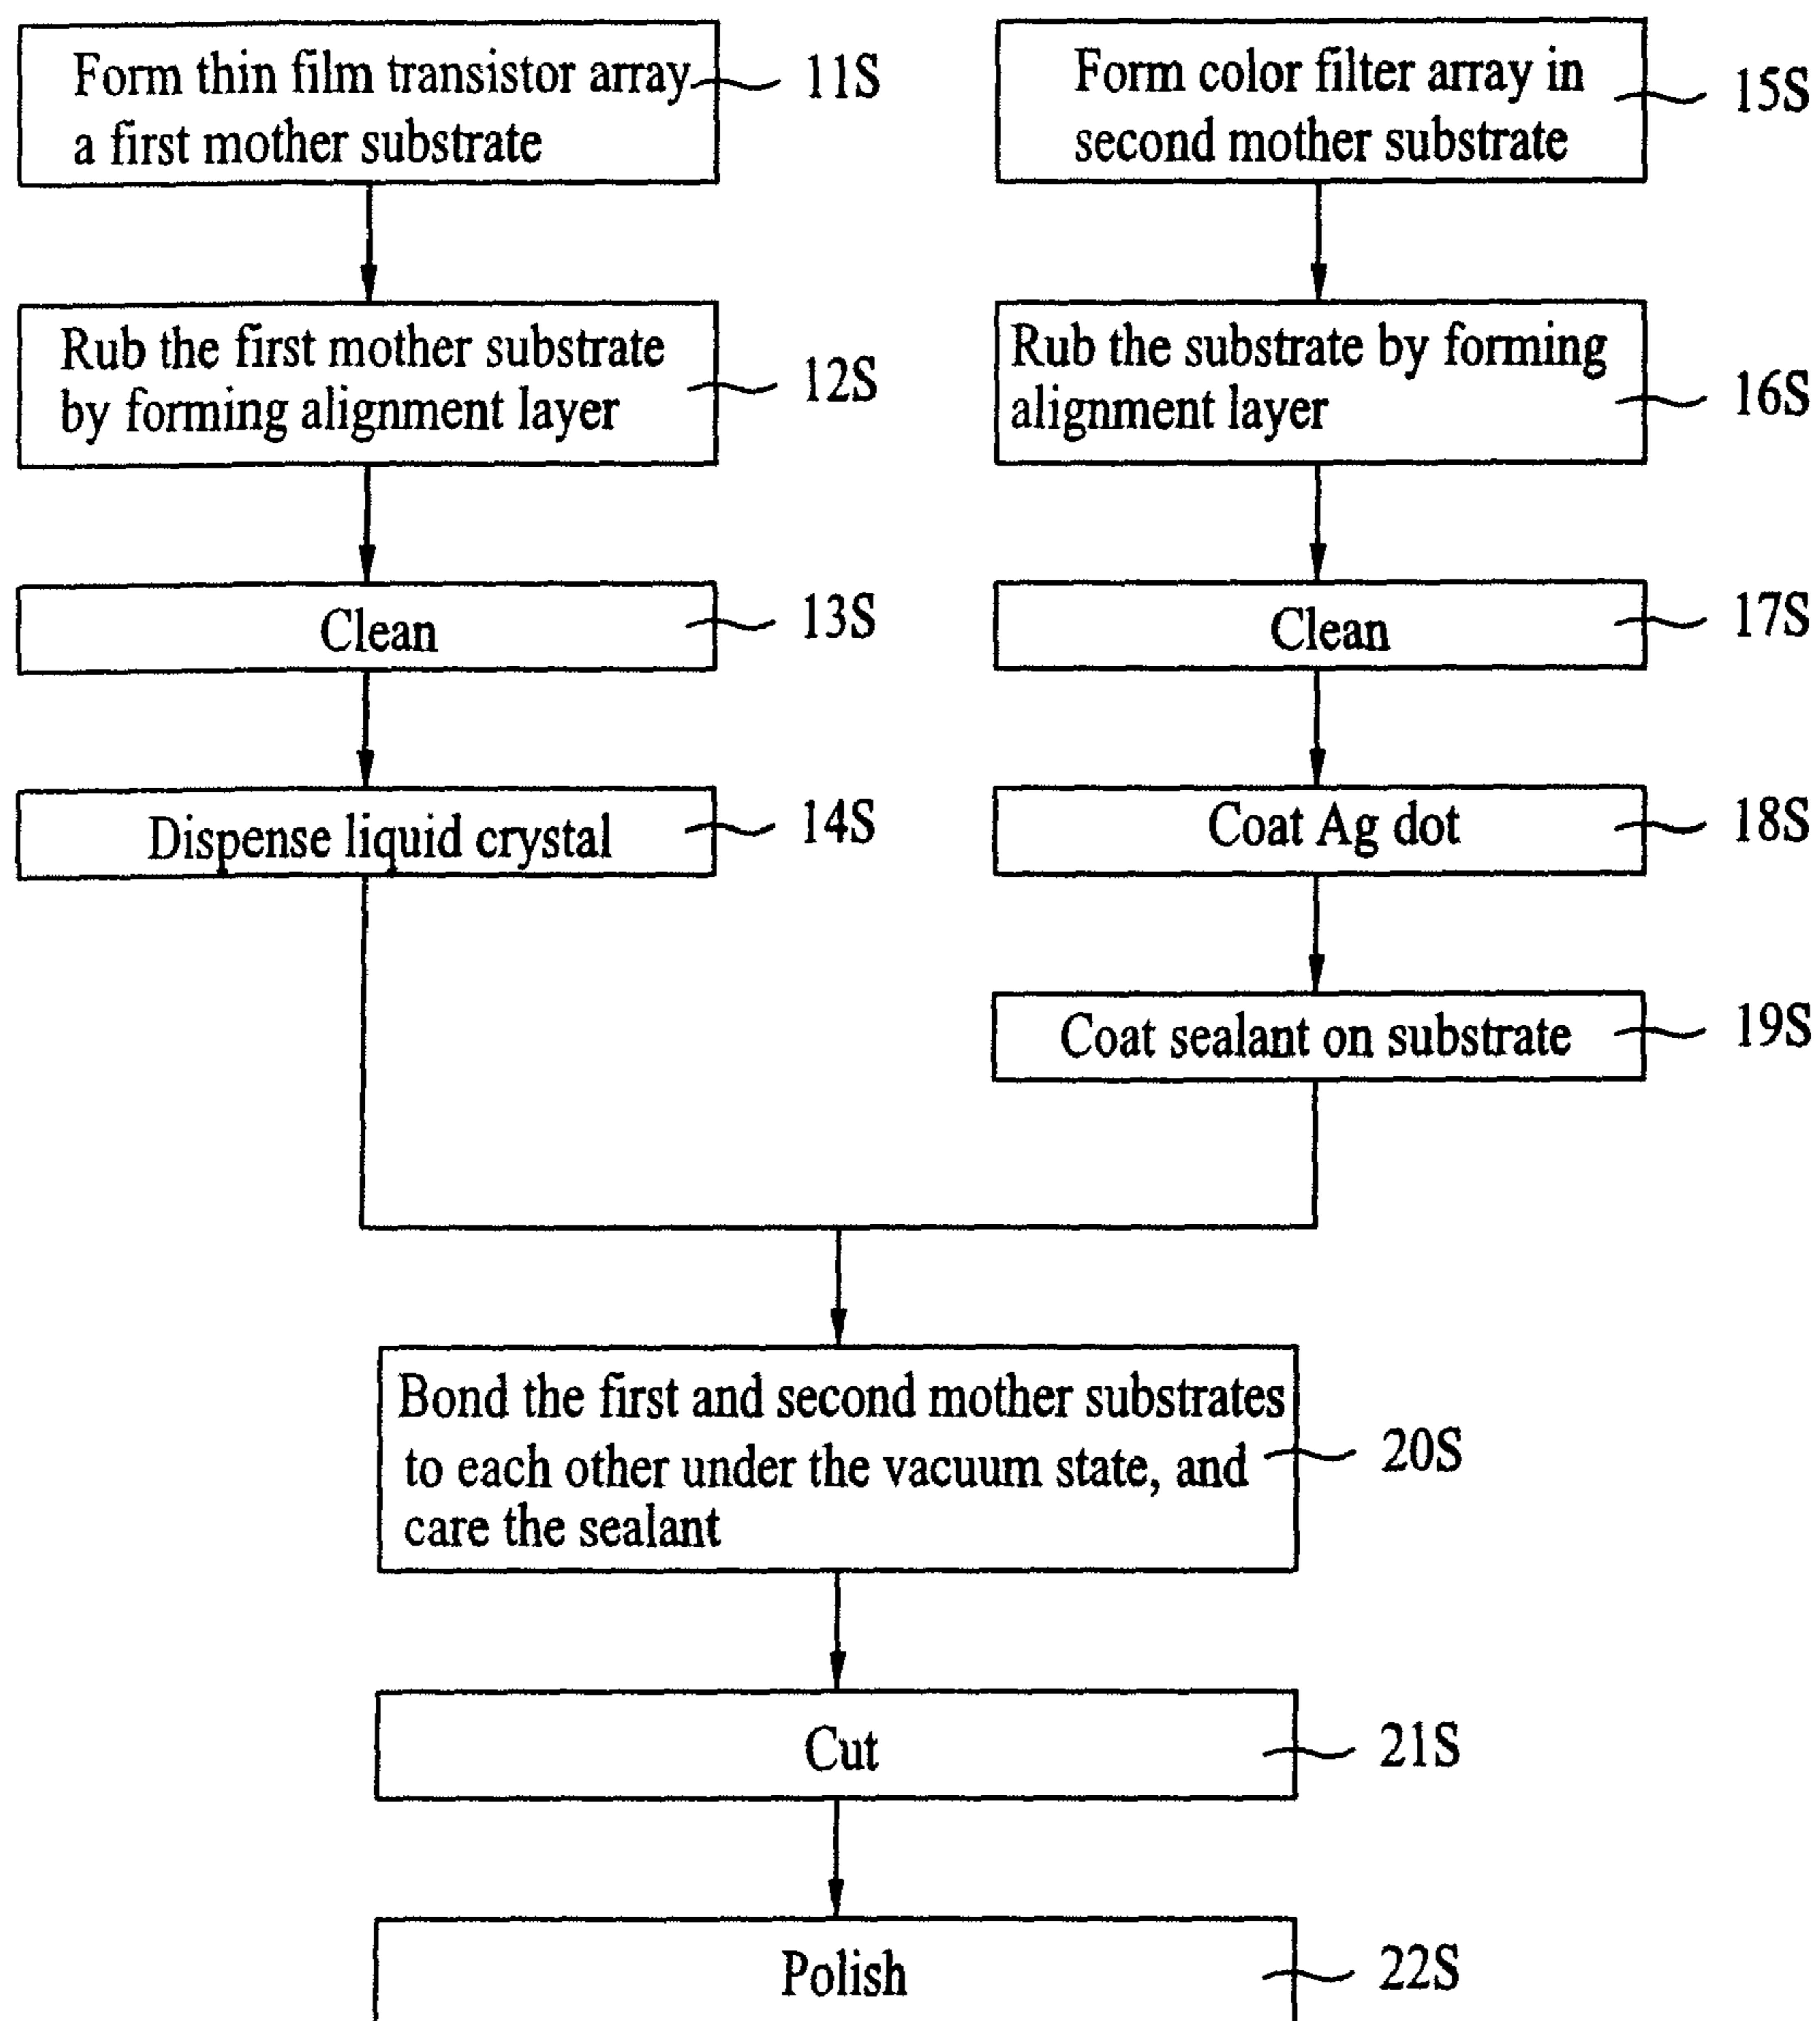 Form thin film transistor array
a first mother substrate
11S
Rub the first mother substrate
by forming alignment layer
12S
Clean
13S
Dispense liquid crystal
14S
Form color filter array in
second mother substrate
15S
Rub the substrate by forming
alignment layer
16S
Clean
17S
Coat Ag dot
18S
Coat sealant on substrate
19S
Bond the first and second mother substrates
to each other under the vacuum state, and
care the sealant
20S
Cut
21S
Polish
22S